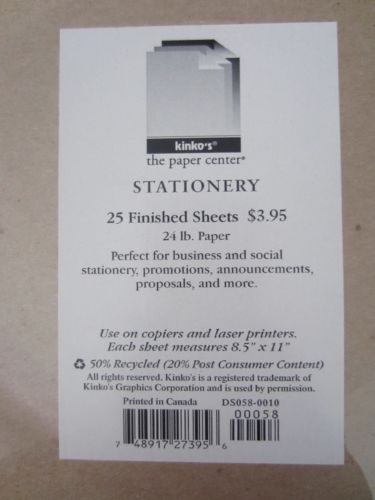 kinko's®
the paper center®
STATIONERY
25 Finished Sheets $3.95
24 lb. Paper
Perfect for business and social
stationery, promotions, announcements,
proposals, and more.
Use on copiers and laser printers.
Each sheet measures 8.5" x 11"
♻ 50% Recycled (20% Post Consumer Content)
All rights reserved. Kinko's is a registered trademark of
Kinko's Graphics Corporation and is used by permission.
Printed in Canada DS058-0010
00058
7 48917 27395 6